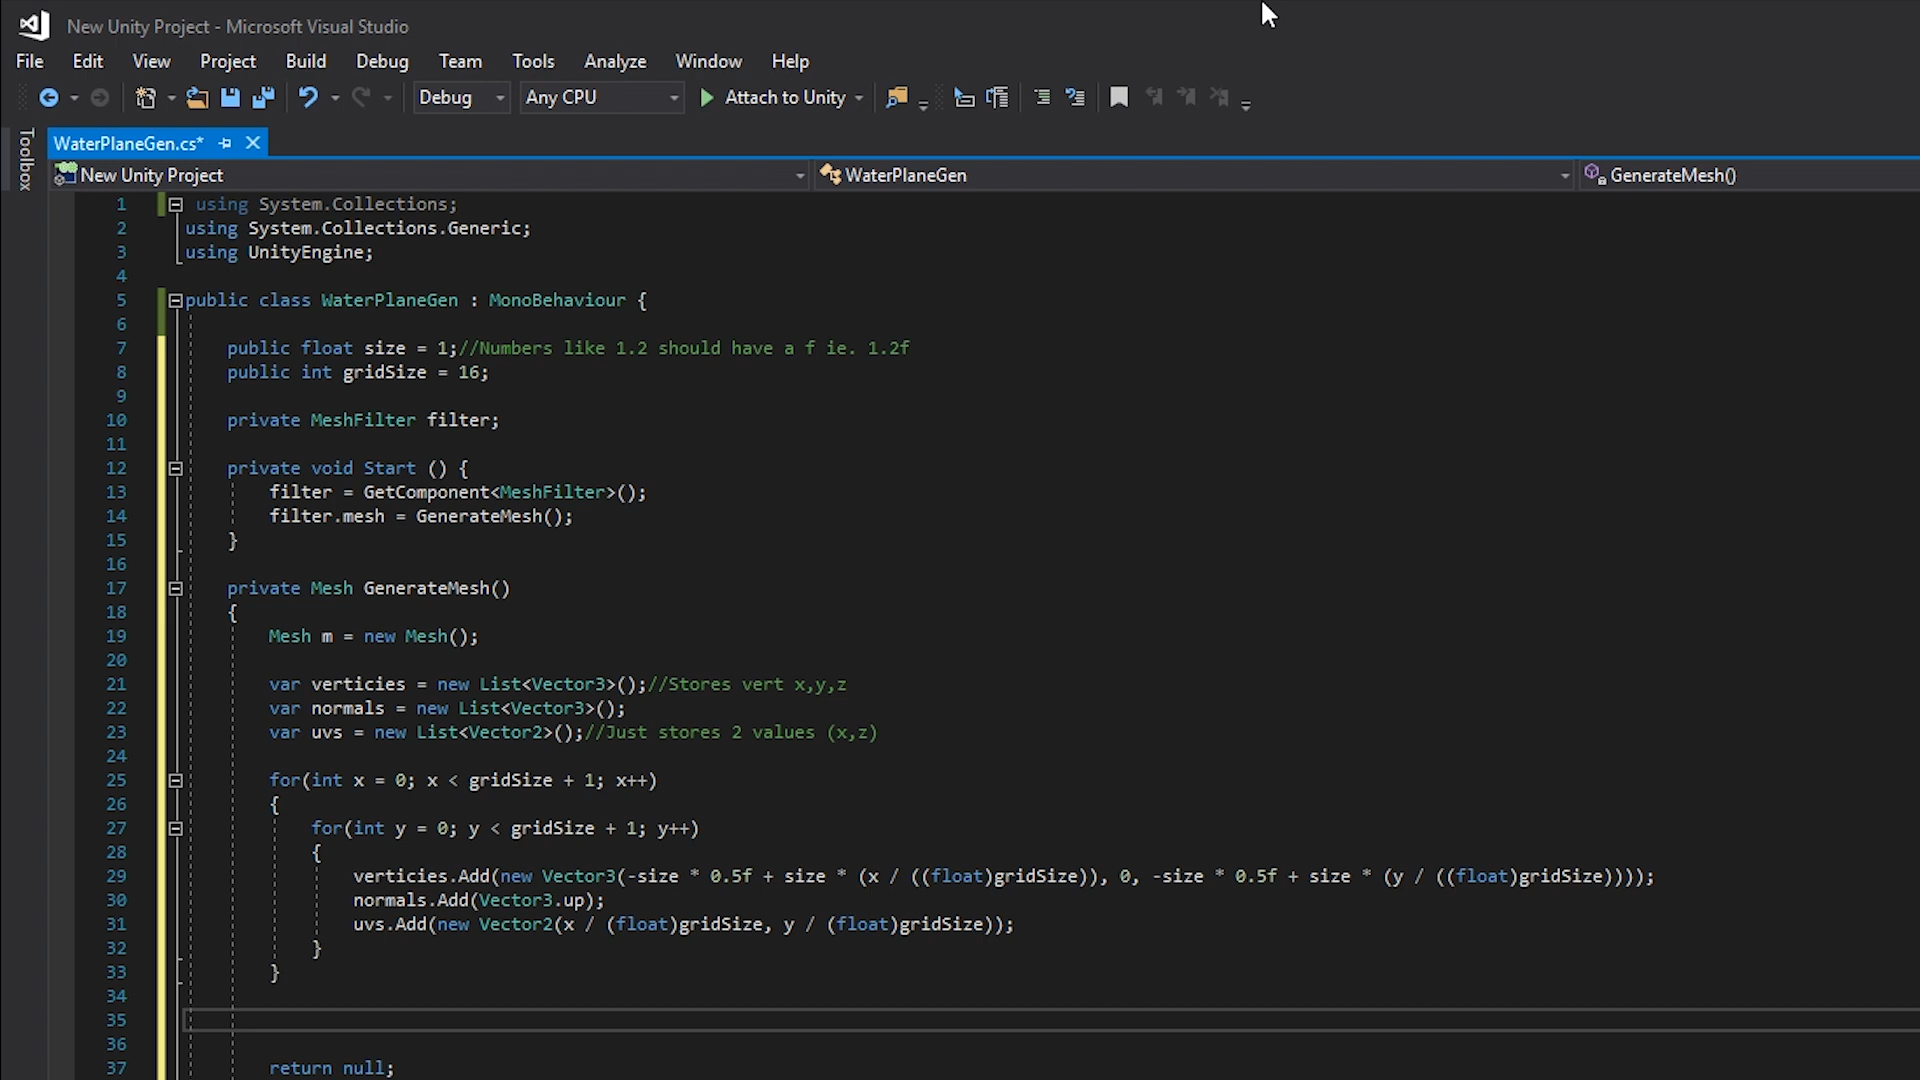 New Unity Project - Microsoft Visual Studio
File Edit View Project Build Debug Team Tools Analyze Window Help
Debug Any CPU Attach to Unity
Toolbox
WaterPlaneGen.cs*
New Unity Project WaterPlaneGen GenerateMesh()
1 using System.Collections;
2 using System.Collections.Generic;
3 using UnityEngine;
4
5 public class WaterPlaneGen : MonoBehaviour {
6
7 public float size = 1;//Numbers like 1.2 should have a f ie. 1.2f
8 public int gridSize = 16;
9
10 private MeshFilter filter;
11
12 private void Start () {
13 filter = GetComponent<MeshFilter>();
14 filter.mesh = GenerateMesh();
15 }
16
17 private Mesh GenerateMesh()
18 {
19 Mesh m = new Mesh();
20
21 var verticies = new List<Vector3>();//Stores vert x,y,z
22 var normals = new List<Vector3>();
23 var uvs = new List<Vector2>();//Just stores 2 values (x,z)
24
25 for(int x = 0; x < gridSize + 1; x++)
26 {
27 for(int y = 0; y < gridSize + 1; y++)
28 {
29 verticies.Add(new Vector3(-size * 0.5f + size * (x / ((float)gridSize)), 0, -size * 0.5f + size * (y / ((float)gridSize))));
30 normals.Add(Vector3.up);
31 uvs.Add(new Vector2(x / (float)gridSize, y / (float)gridSize));
32 }
33 }
34
35
36
37 return null;